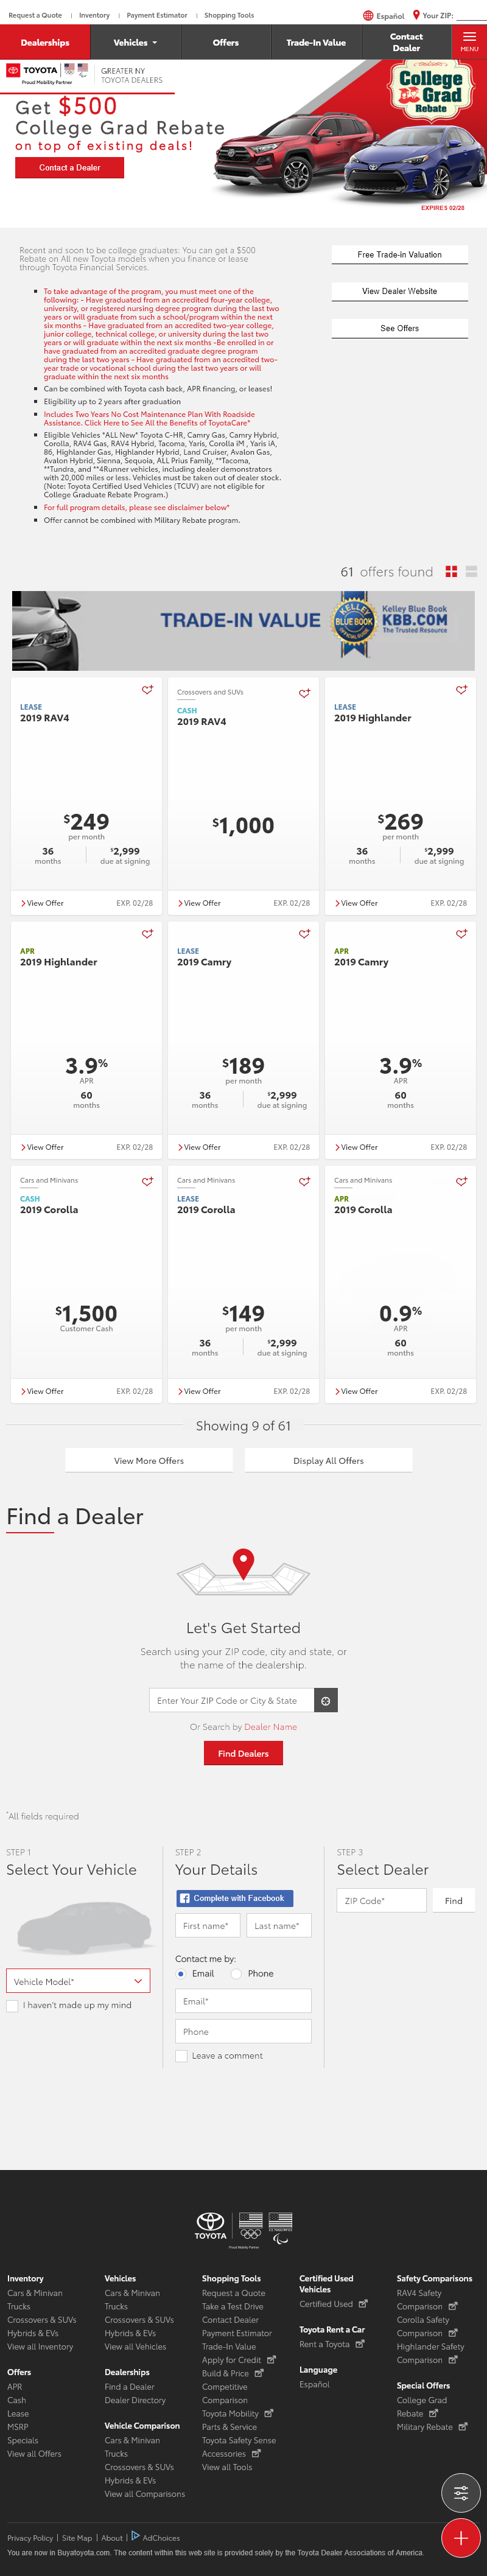 Request a Quote | Inventory | Payment Estimator | Shopping Tools
Español Your ZIP:
Dealerships Vehicles Offers Trade-In Value Contact Dealer MENU
TOYOTA
Proud Mobility Partner
GREATER NY
TOYOTA DEALERS
Get $500
College Grad Rebate
on top of existing deals!
Contact a Dealer
College
Grad
Rebate
EXPIRES 02/28
Recent and soon to be college graduates: You can get a $500
Rebate on All new Toyota models when you finance or lease
through Toyota Financial Services.
Free Trade-in Valuation
View Dealer Website
See Offers
To take advantage of the program, you must meet one of the
following: - Have graduated from an accredited four-year college,
university, or registered nursing degree program during the last two
years or will graduate from such a school/program within the next
six months - Have graduated from an accredited two-year college,
junior college, technical college, or university during the last two
years or will graduate within the next six months -Be enrolled in or
have graduated from an accredited graduate degree program
during the last two years - Have graduated from an accredited two-
year trade or vocational school during the last two years or will
graduate within the next six months
Can be combined with Toyota cash back, APR financing, or leases!
Eligibility up to 2 years after graduation
Includes Two Years No Cost Maintenance Plan With Roadside
Assistance. Click Here to See All the Benefits of ToyotaCare*
Eligible Vehicles *ALL New* Toyota C-HR, Camry Gas, Camry Hybrid,
Corolla, RAV4 Gas, RAV4 Hybrid, Tacoma, Yaris, Corolla iM , Yaris iA,
86, Highlander Gas, Highlander Hybrid, Land Cruiser, Avalon Gas,
Avalon Hybrid, Sienna, Sequoia, ALL Prius Family, **Tacoma,
**Tundra, and **4Runner vehicles, including dealer demonstrators
with 20,000 miles or less. Vehicles must be taken out of dealer stock.
(Note: Toyota Certified Used Vehicles (TCUV) are not eligible for
College Graduate Rebate Program.)
For full program details, please see disclaimer below*
Offer cannot be combined with Military Rebate program.
61 offers found
TRADE-IN VALUE
KELLEY
BLUE BOOK
Kelley Blue Book
KBB.COM
The Trusted Resource
LEASE
2019 RAV4
$249
per month
36 months
$2,999 due at signing
View Offer EXP. 02/28
Crossovers and SUVs
CASH
2019 RAV4
$1,000
View Offer EXP. 02/28
LEASE
2019 Highlander
$269
per month
36 months
$2,999 due at signing
View Offer EXP. 02/28
APR
2019 Highlander
3.9%
APR
60
months
View Offer EXP. 02/28
LEASE
2019 Camry
$189
per month
36 months
$2,999 due at signing
View Offer EXP. 02/28
APR
2019 Camry
3.9%
APR
60
months
View Offer EXP. 02/28
Cars and Minivans
CASH
2019 Corolla
$1,500
Customer Cash
View Offer EXP. 02/28
Cars and Minivans
LEASE
2019 Corolla
$149
per month
36 months
$2,999 due at signing
View Offer EXP. 02/28
Cars and Minivans
APR
2019 Corolla
0.9%
APR
60
months
View Offer EXP. 02/28
Showing 9 of 61
View More Offers Display All Offers
Find a Dealer
Let's Get Started
Search using your ZIP code, city and state, or
the name of the dealership.
Enter Your ZIP Code or City & State
Or Search by Dealer Name
Find Dealers
*All fields required
STEP 1
Select Your Vehicle
Vehicle Model*
I haven't made up my mind
STEP 2
Your Details
Complete with Facebook
First name* Last name*
Contact me by:
Email Phone
Email*
Phone
Leave a comment
STEP 3
Select Dealer
ZIP Code* Find
TOYOTA
Proud Mobility Partner
Inventory
Cars & Minivan
Trucks
Crossovers & SUVs
Hybrids & EVs
View all Inventory
Offers
APR
Cash
Lease
MSRP
Specials
View all Offers
Vehicles
Cars & Minivan
Trucks
Crossovers & SUVs
Hybrids & EVs
View all Vehicles
Dealerships
Find a Dealer
Dealer Directory
Vehicle Comparison
Cars & Minivan
Trucks
Crossovers & SUVs
Hybrids & EVs
View all Comparisons
Shopping Tools
Request a Quote
Take a Test Drive
Contact Dealer
Payment Estimator
Trade-In Value
Apply for Credit
Build & Price
Competitive
Comparison
Toyota Mobility
Parts & Service
Toyota Safety Sense
Accessories
View all Tools
Certified Used
Vehicles
Certified Used
Toyota Rent a Car
Rent a Toyota
Language
Español
Safety Comparisons
RAV4 Safety
Comparison
Corolla Safety
Comparison
Highlander Safety
Comparison
Special Offers
College Grad
Rebate
Military Rebate
Privacy Policy | Site Map | About | AdChoices
You are now in Buyatoyota.com. The content within this web site is provided solely by the Toyota Dealer Associations of America.